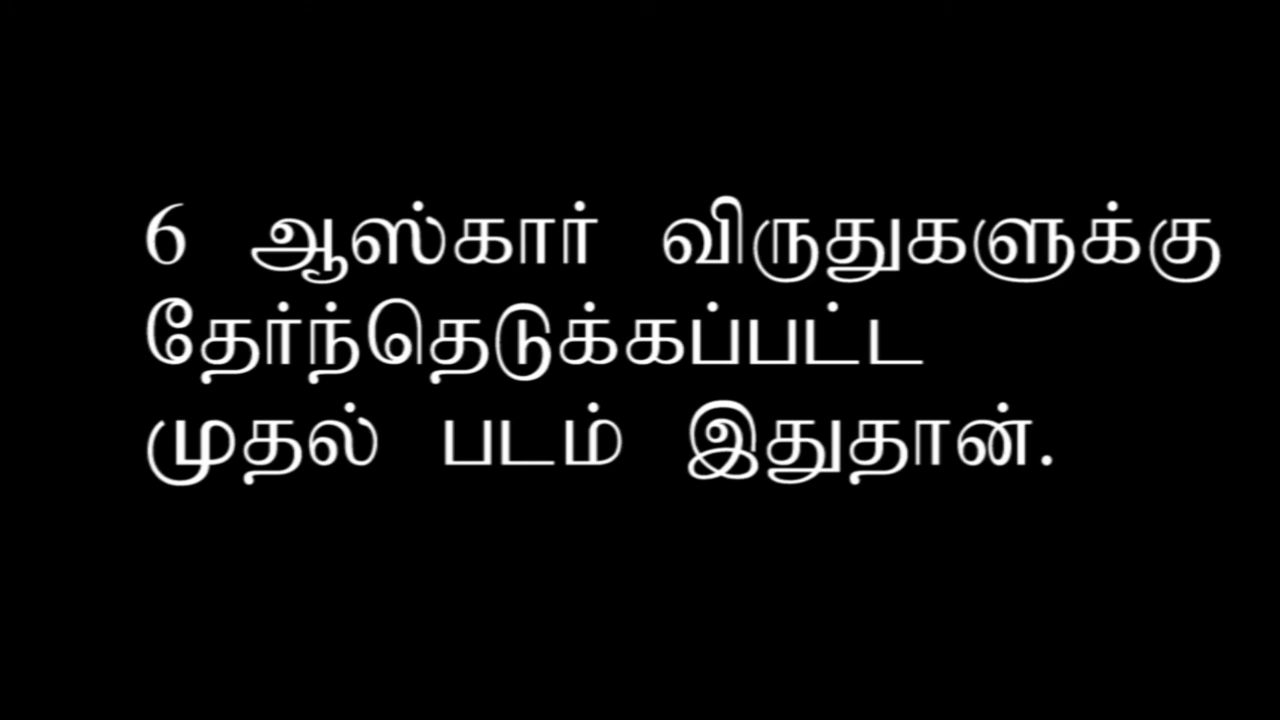 6 ஆஸ்கார் விருதுகளுக்கு
தேர்ந்தெடுக்கப்பட்ட
முதல் படம் இதுதான்.